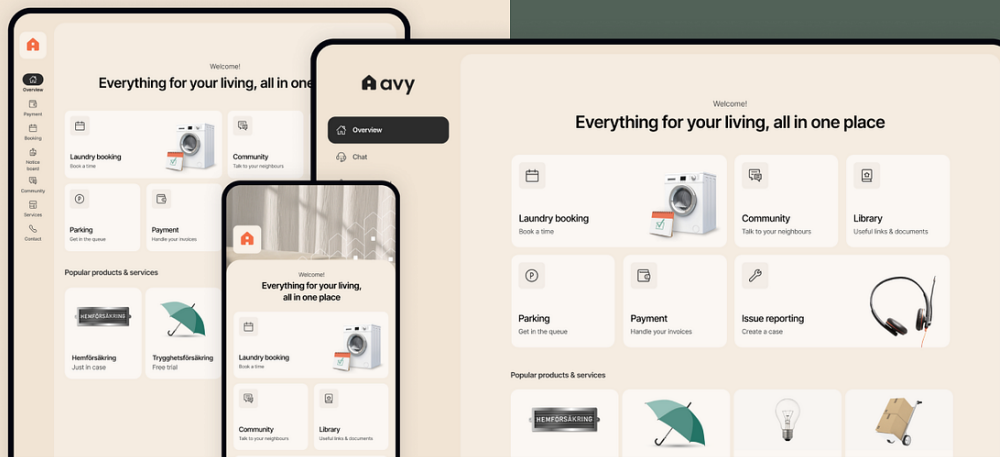 Overview
Payment
Booking
Notice
board
Community
Services
Contact
Welcome!
Everything for your living, all in one
Laundry booking
Book a time
Community
Talk to your neighbours
Parking
Get in the queue
Payment
Handle your invoices
Popular products & services
HEMFÖRSÄKRING
Hemförsäkring
Just in case
Trygghetsförsäkring
Free trial
Welcome!
Everything for your living,
all in one place
Laundry booking
Book a time
Community
Talk to your neighbours
Library
Useful links & documents
avy
Overview
Chat
Welcome!
Everything for your living, all in one place
Laundry booking
Book a time
Community
Talk to your neighbours
Library
Useful links & documents
P
Parking
Get in the queue
Payment
Handle your invoices
Issue reporting
Create a case
Popular products & services
HEMFÖRSÄKRING